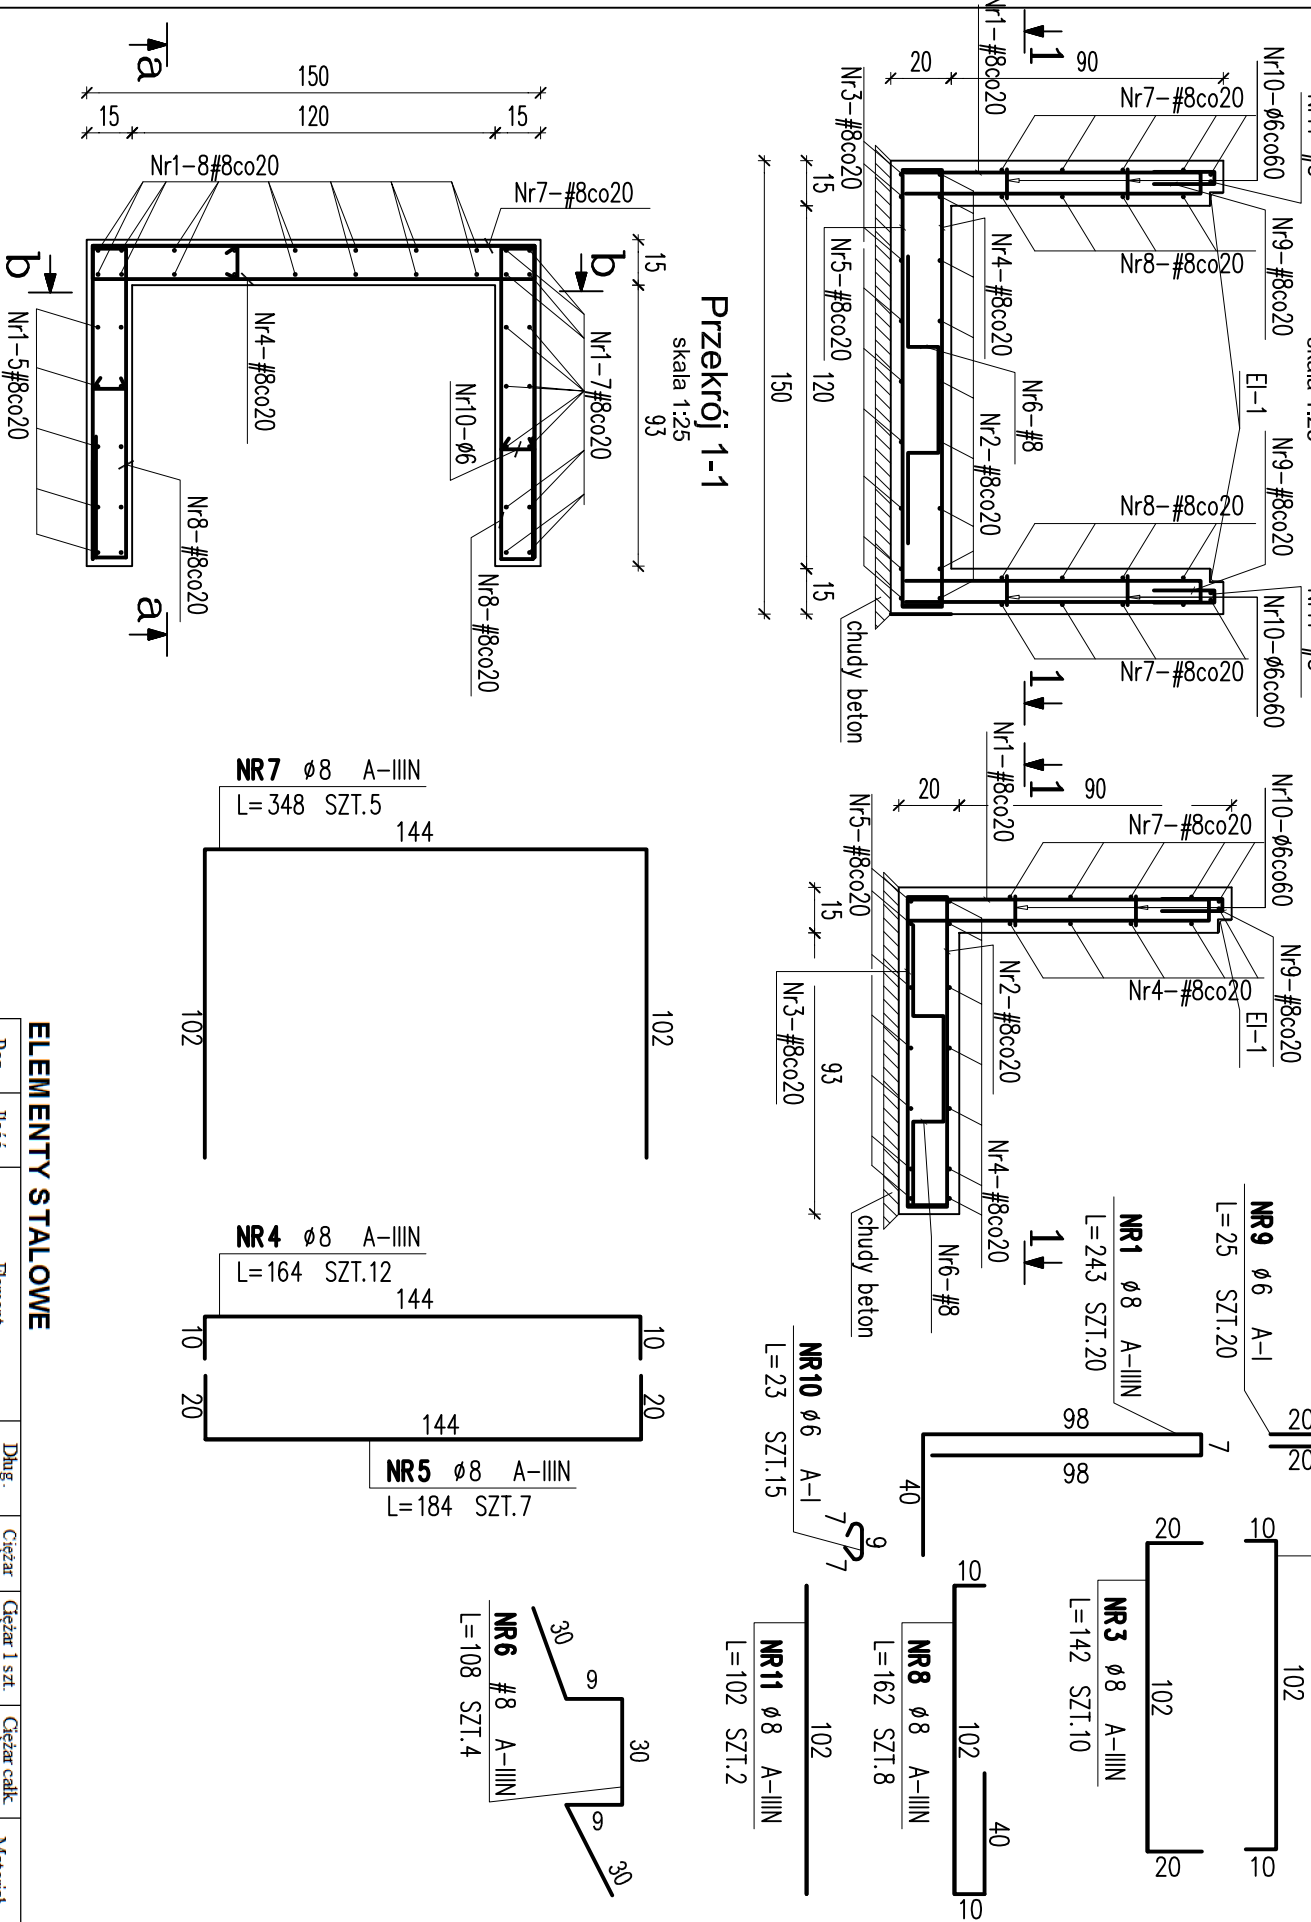 a
150
15
120
15
Nr1-8#8co20
Nr7-#8co20
b
b
15
93
Nr4-#8co20
Nr10-ø6
Nr1-7#8co20
Nr1-5#8co20
Nr8-#8co20
Nr8-#8co20
a
Przekrój 1-1
skala 1:25
1
Nr1-#8co20
20
90
Nr3-#8co20
Nr7-#8co20
Nr10-ø6co60
15
Nr5-#8co20
Nr4-#8co20
Nr8-#8co20
Nr9-#8co20
120
150
Nr6-#8
Nr2-#8co20
El-1
Nr9-#8co20
Nr8-#8co20
15
Nr7-#8co20
Nr10-ø6co60
chudy beton
1
1
Nr1-#8co20
20
90
Nr5-#8co20
Nr7-#8co20
Nr10-ø6co60
15
Nr2-#8co20
Nr4-#8co20
Nr9-#8co20
El-1
Nr3-#8co20
93
Nr4-#8co20
Nr6-#8
chudy beton
1
NR7 ø8 A-IIIN
L=348 SZT.5
144
102
102
NR4 ø8 A-IIIN
L=164 SZT.12
144
10
10
20
20
144
NR5 ø8 A-IIIN
L=184 SZT.7
NR9 ø6 A-I
L=25 SZT.20
20
20
NR1 ø8 A-IIIN
L=243 SZT.20
98
7
98
40
NR10 ø6 A-I
L=23 SZT.15
7
9
7
10
102
10
20
NR3 ø8 A-IIIN
L=142 SZT.10
102
20
10
NR8 ø8 A-IIIN
L=162 SZT.8
102
40
10
NR11 ø8 A-IIIN
L=102 SZT.2
102
NR6 #8 A-IIIN
L=108 SZT.4
30
9
30
9
30
ELEMENTY STALOWE
Dług.
Ciężar
Ciężar 1 szt.
Ciężar całk.